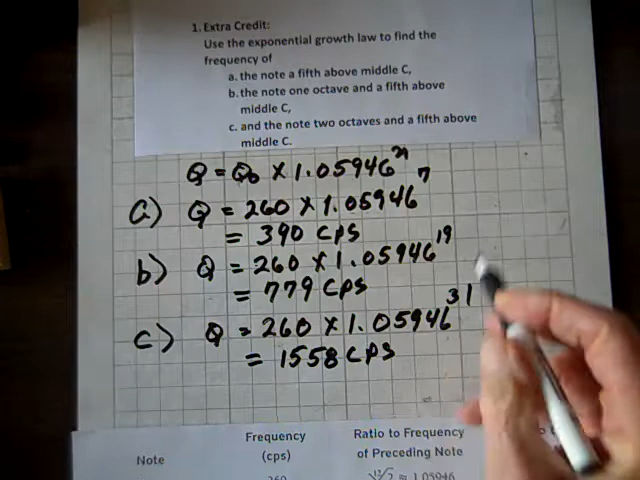 1. Extra Credit:
Use the exponential growth law to find the
frequency of
a. the note a fifth above middle C,
b. the note one octave and a fifth above
middle C,
c. and the note two octaves and a fifth above
middle C.
Q = Q₀ × 1.05946ⁿ
a) Q = 260 × 1.05946⁷
= 390 cps
b) Q = 260 × 1.05946¹⁹
= 779 cps
c) Q = 260 × 1.05946³¹
= 1558 cps
Frequency Ratio to Frequency
Note (cps) of Preceding Note
260 ¹²√2 = 1.05946